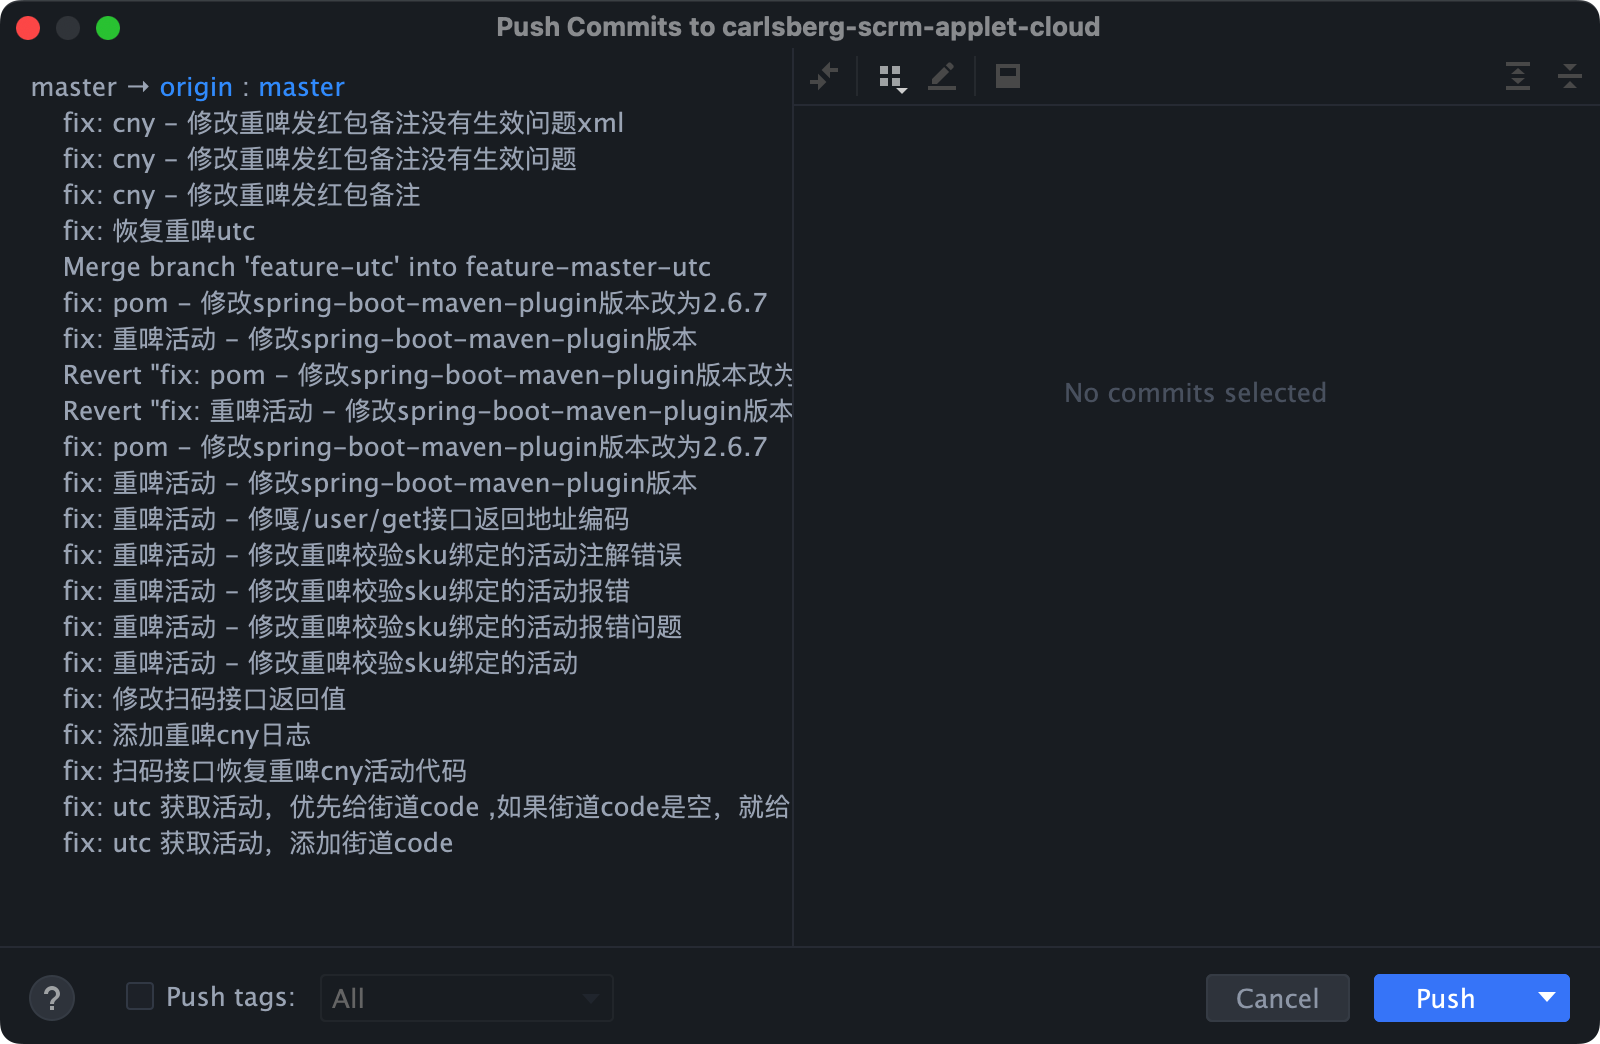 Push Commits to carlsberg-scrm-applet-cloud
master → origin : master
fix: cny - 修改重啤发红包备注没有生效问题xml
fix: cny - 修改重啤发红包备注没有生效问题
fix: cny - 修改重啤发红包备注
fix: 恢复重啤utc
Merge branch 'feature-utc' into feature-master-utc
fix: pom - 修改spring-boot-maven-plugin版本改为2.6.7
fix: 重啤活动 - 修改spring-boot-maven-plugin版本
Revert "fix: pom - 修改spring-boot-maven-plugin版本改为
Revert "fix: 重啤活动 - 修改spring-boot-maven-plugin版本
fix: pom - 修改spring-boot-maven-plugin版本改为2.6.7
fix: 重啤活动 - 修改spring-boot-maven-plugin版本
fix: 重啤活动 - 修嘎/user/get接口返回地址编码
fix: 重啤活动 - 修改重啤校验sku绑定的活动注解错误
fix: 重啤活动 - 修改重啤校验sku绑定的活动报错
fix: 重啤活动 - 修改重啤校验sku绑定的活动报错问题
fix: 重啤活动 - 修改重啤校验sku绑定的活动
fix: 修改扫码接口返回值
fix: 添加重啤cny日志
fix: 扫码接口恢复重啤cny活动代码
fix: utc 获取活动，优先给街道code ,如果街道code是空，就给
fix: utc 获取活动，添加街道code
No commits selected
? Push tags: All Cancel Push